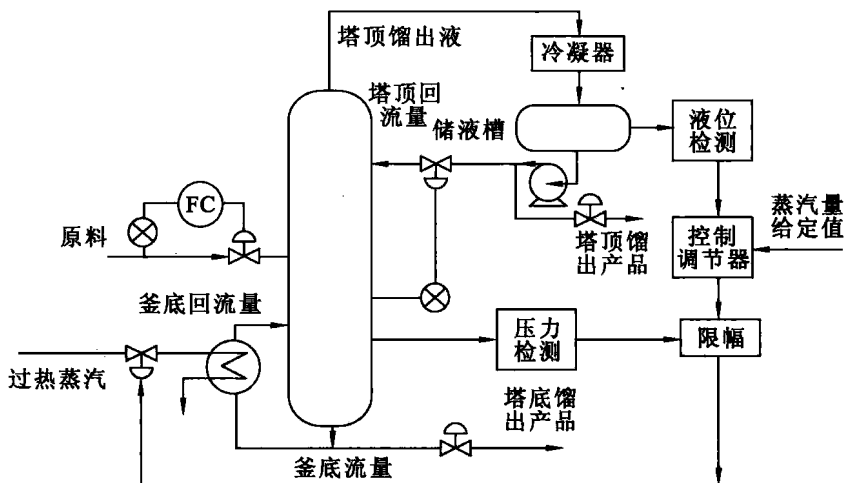 塔顶馏出液
冷凝器
塔顶回
流量
储液槽
液位
检测
FC
原料
塔顶馏
出产品
控制
调节器
蒸汽量
给定值
釜底回流量
压力
检测
限幅
过热蒸汽
塔底馏
出产品
釜底流量